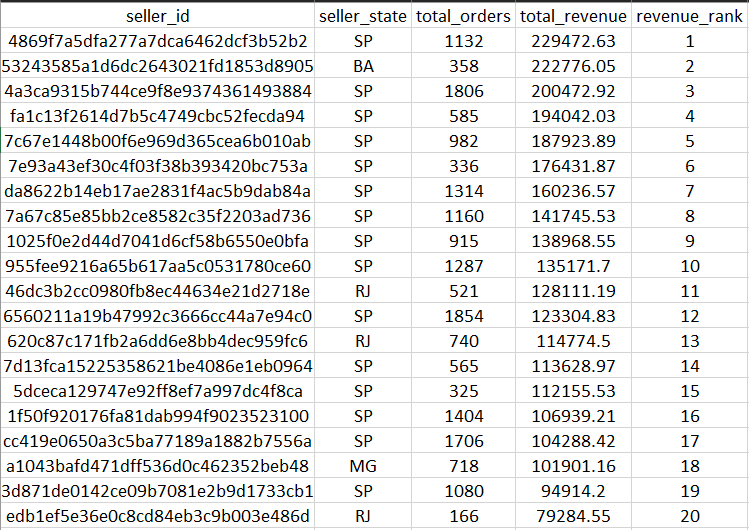 seller_id seller_state total_orders total_revenue revenue_rank
4869f7a5dfa277a7dca6462dcf3b52b2 SP 1132 229472.63 1
53243585a1d6dc2643021fd1853d8905 BA 358 222776.05 2
4a3ca9315b744ce9f8e9374361493884 SP 1806 200472.92 3
fa1c13f2614d7b5c4749cbc52fecda94 SP 585 194042.03 4
7c67e1448b00f6e969d365cea6b010ab SP 982 187923.89 5
7e93a43ef30c4f03f38b393420bc753a SP 336 176431.87 6
da8622b14eb17ae2831f4ac5b9dab84a SP 1314 160236.57 7
7a67c85e85bb2ce8582c35f2203ad736 SP 1160 141745.53 8
1025f0e2d44d7041d6cf58b6550e0bfa SP 915 138968.55 9
955fee9216a65b617aa5c0531780ce60 SP 1287 135171.7 10
46dc3b2cc0980fb8ec44634e21d2718e RJ 521 128111.19 11
6560211a19b47992c3666cc44a7e94c0 SP 1854 123304.83 12
620c87c171fb2a6dd6e8bb4dec959fc6 RJ 740 114774.5 13
7d13fca15225358621be4086e1eb0964 SP 565 113628.97 14
5dceca129747e92ff8ef7a997dc4f8ca SP 325 112155.53 15
1f50f920176fa81dab994f9023523100 SP 1404 106939.21 16
cc419e0650a3c5ba77189a1882b7556a SP 1706 104288.42 17
a1043bafd471dff536d0c462352beb48 MG 718 101901.16 18
3d871de0142ce09b7081e2b9d1733cb1 SP 1080 94914.2 19
edb1ef5e36e0c8cd84eb3c9b003e486d RJ 166 79284.55 20